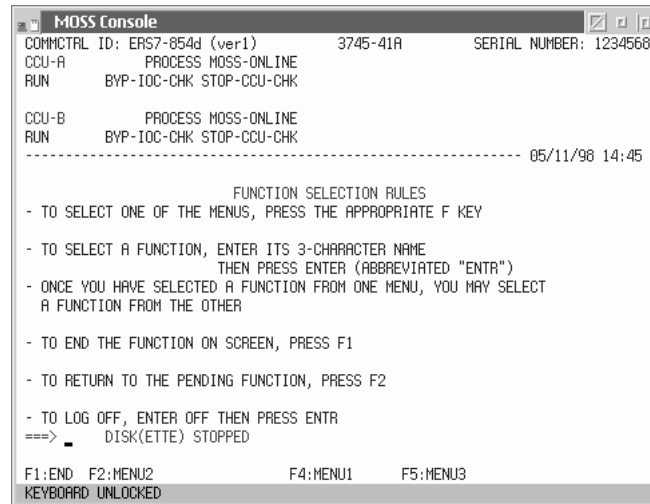 MOSS Console
COMMCTRL ID: ERS7-854d (ver1) 3745-41A SERIAL NUMBER: 1234568
CCU-A PROCESS MOSS-ONLINE
RUN BYP-IOC-CHK STOP-CCU-CHK
CCU-B PROCESS MOSS-ONLINE
RUN BYP-IOC-CHK STOP-CCU-CHK
--------------------------------------------------------------- 05/11/98 14:45
FUNCTION SELECTION RULES
- TO SELECT ONE OF THE MENUS, PRESS THE APPROPRIATE F KEY
- TO SELECT A FUNCTION, ENTER ITS 3-CHARACTER NAME
THEN PRESS ENTER (ABBREVIATED "ENTR")
- ONCE YOU HAVE SELECTED A FUNCTION FROM ONE MENU, YOU MAY SELECT
A FUNCTION FROM THE OTHER
- TO END THE FUNCTION ON SCREEN, PRESS F1
- TO RETURN TO THE PENDING FUNCTION, PRESS F2
- TO LOG OFF, ENTER OFF THEN PRESS ENTR
===> _ DISK(ETTE) STOPPED
F1:END F2:MENU2 F4:MENU1 F5:MENU3
KEYBOARD UNLOCKED